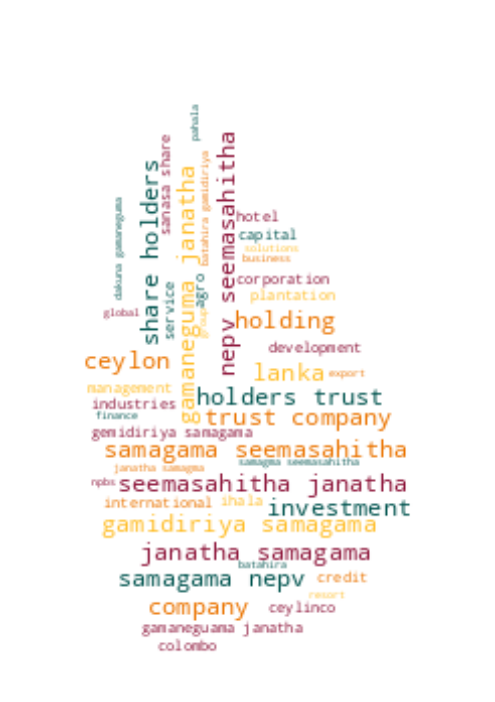 pahala
share holders
sanasa share
gamaneguma janatha
batahira gamidiriya
nepv seemasahitha
dakuna gamaneguma
hotel
capital
solutions
business
agro
service
group
corporation
plantation
global
holding
development
ceylon
lanka
export
management
holders trust
industries
finance
trust company
gemidiriya samagama
samagama seemasahitha
janatha samagma
samagma seemasahitha
npbs
seemasahitha janatha
international
ihala
investment
gamidiriya samagama
janatha samagama
batahira
samagama nepv
credit
resort
company
ceylinco
gamaneguama janatha
colombo